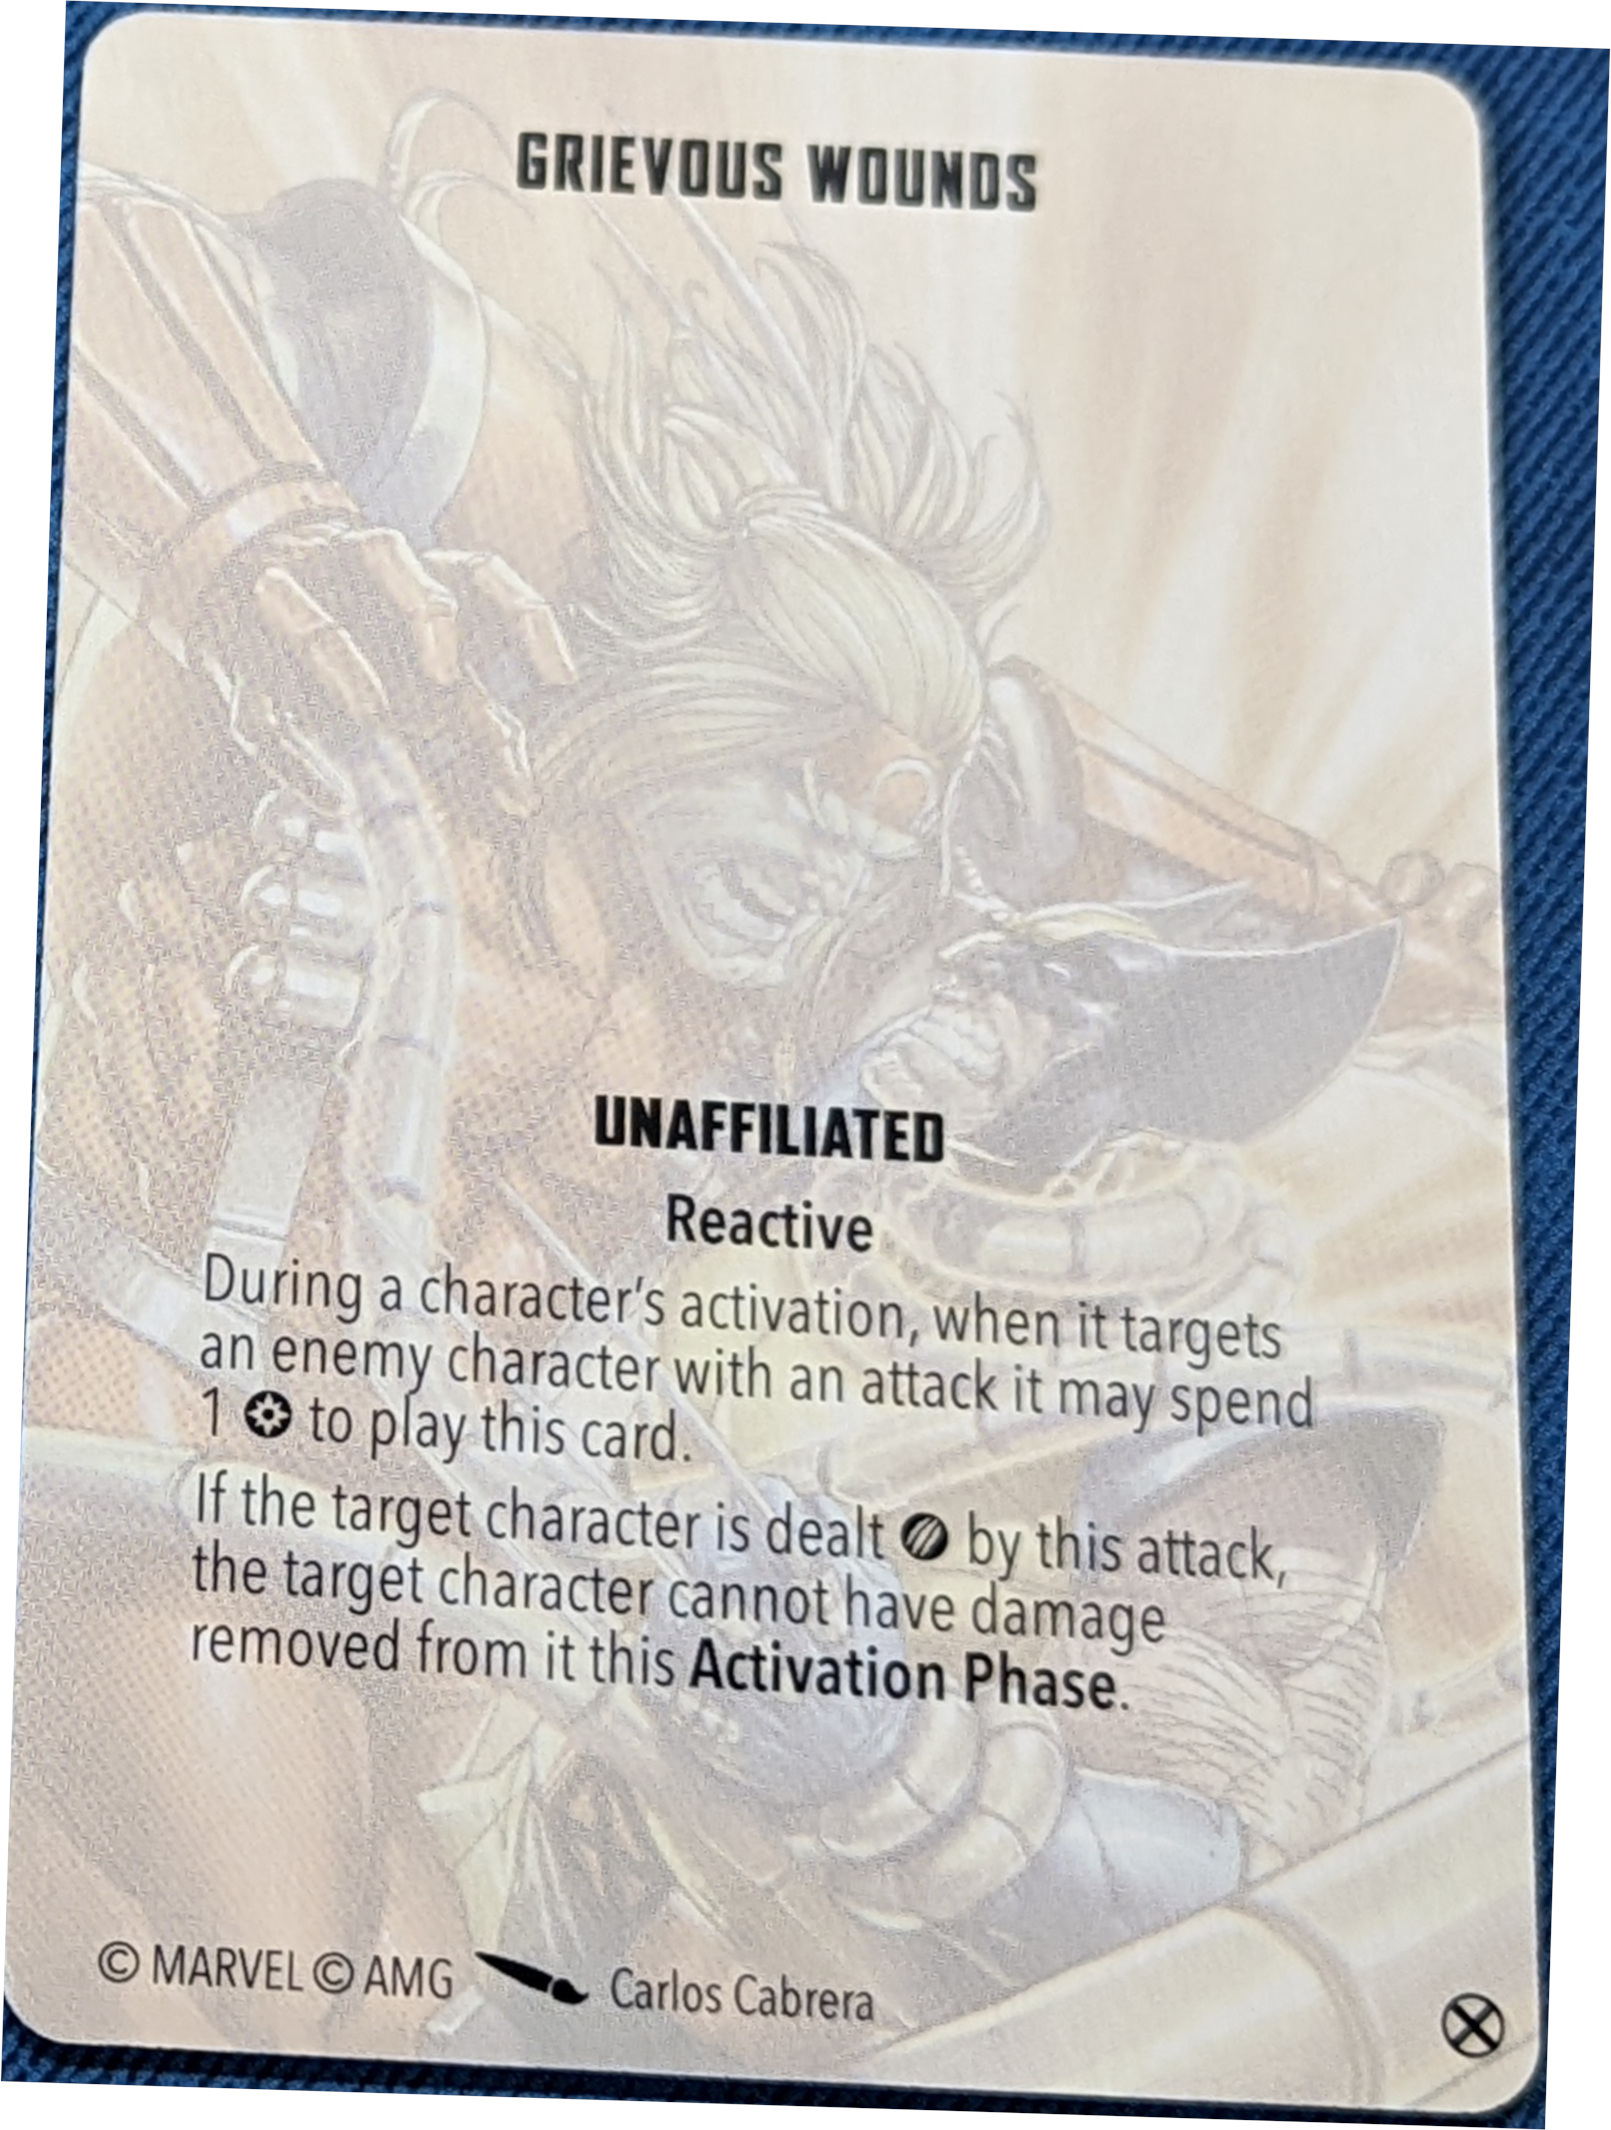 GRIEVOUS WOUNDS
UNAFFILIATED
Reactive
During a character's activation, when it targets
an enemy character with an attack it may spend
1 to play this card.
If the target character is dealt by this attack,
the target character cannot have damage
removed from it this Activation Phase.
© MARVEL © AMG Carlos Cabrera